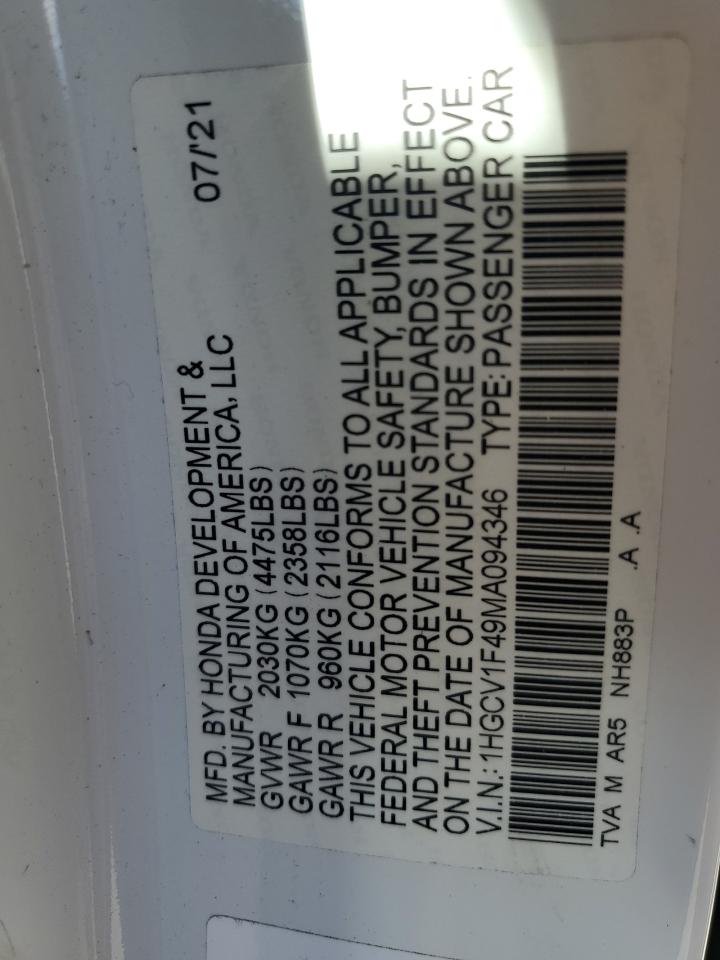 MFD. BY HONDA DEVELOPMENT & 07/'21
MANUFACTURING OF AMERICA, LLC
GVWR 2030KG (4475LBS)
GAWR F 1070KG (2358LBS)
GAWR R 960KG (2116LBS)
THIS VEHICLE CONFORMS TO ALL APPLICABLE
FEDERAL MOTOR VEHICLE SAFETY, BUMPER,
AND THEFT PREVENTION STANDARDS IN EFFECT
ON THE DATE OF MANUFACTURE SHOWN ABOVE.
V.I.N.: 1HGCV1F49MA094346 TYPE: PASSENGER CAR
TVA M AR5 NH883P .A .A